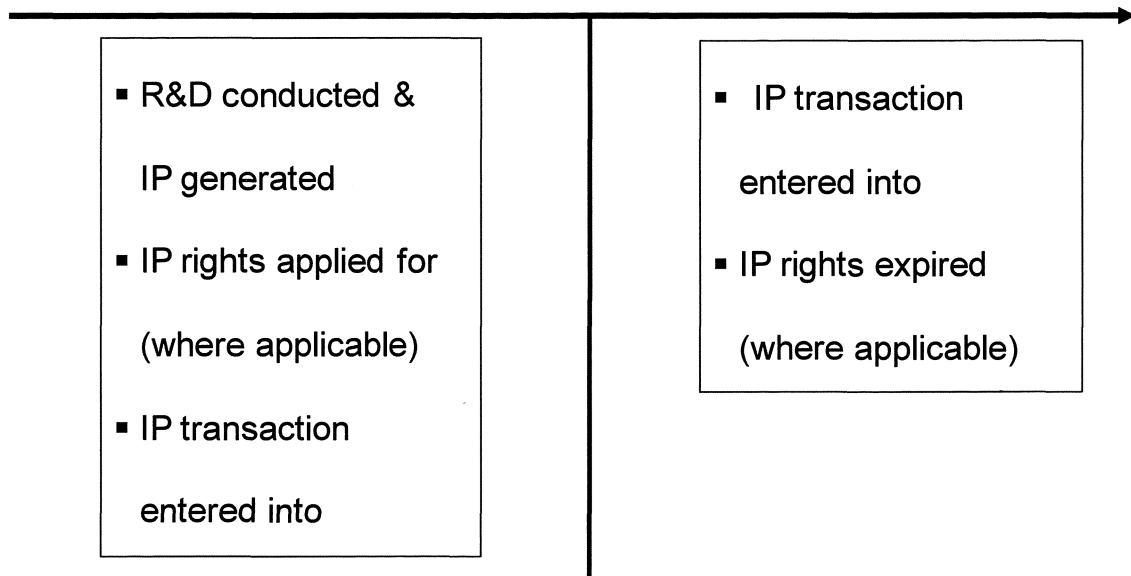 ▪ R&D conducted &
IP generated
▪ IP rights applied for
(where applicable)
▪ IP transaction
entered into
▪ IP transaction
entered into
▪ IP rights expired
(where applicable)